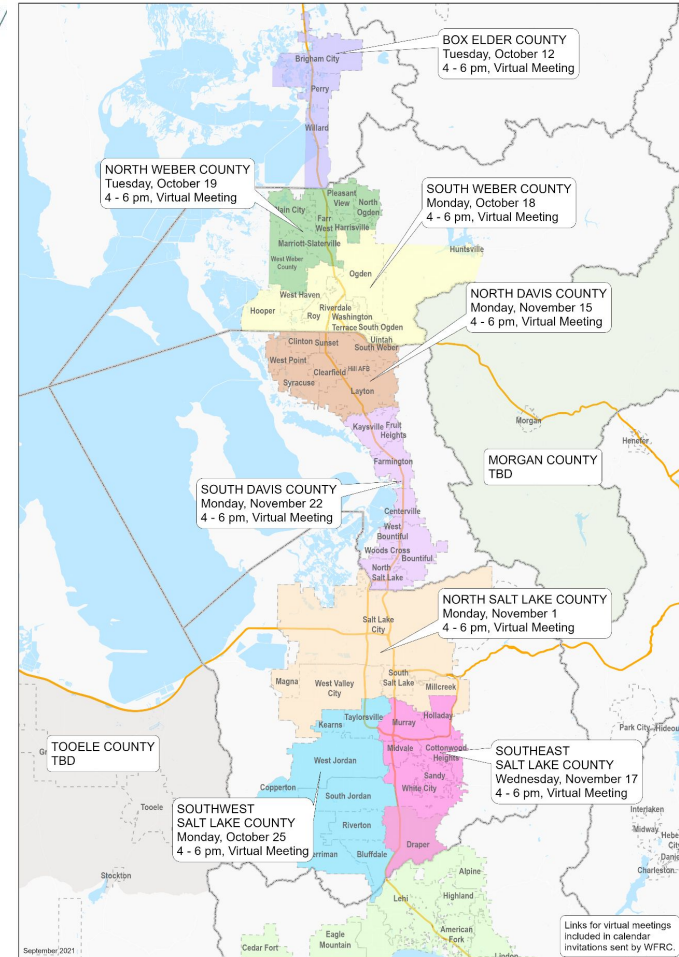 BOX ELDER COUNTY
Tuesday, October 12
4 - 6 pm, Virtual Meeting
Brigham City
Perry
Willard
NORTH WEBER COUNTY
Tuesday, October 19
4 - 6 pm, Virtual Meeting
SOUTH WEBER COUNTY
Monday, October 18
4 - 6 pm, Virtual Meeting
Pleasant
View
North
Ogden
lain City
Farr
West
Harrisville
Marriott-Slaterville
West Weber
County
Huntsville
Ogden
West Haven
Hooper
Roy
Riverdale
Washington
Terrace
South Ogden
Uintah
South Weber
NORTH DAVIS COUNTY
Monday, November 15
4 - 6 pm, Virtual Meeting
Clinton
Sunset
West Point
Clearfield
Hill AFB
Syracuse
Layton
Kaysville
Fruit
Heights
Farmington
Morgan
Henefer
MORGAN COUNTY
TBD
SOUTH DAVIS COUNTY
Monday, November 22
4 - 6 pm, Virtual Meeting
Centerville
West
Bountiful
Woods Cross
Bountiful
North
Salt Lake
NORTH SALT LAKE COUNTY
Monday, November 1
4 - 6 pm, Virtual Meeting
Salt Lake
City
Magna
West Valley
City
South
Salt Lake
Millcreek
Taylorsville
Kearns
Murray
Holladay
Midvale
Cottonwood
Heights
Sandy
White City
Draper
TOOELE COUNTY
TBD
Gr
Tooele
Stockton
SOUTHEAST
SALT LAKE COUNTY
Wednesday, November 17
4 - 6 pm, Virtual Meeting
West Jordan
Copperton
South Jordan
Riverton
erriman
Bluffdale
SOUTHWEST
SALT LAKE COUNTY
Monday, October 25
4 - 6 pm, Virtual Meeting
Park City
Hideou
Interlaken
Midway
Hebe
City
Danie
Charleston
Alpine
Highland
Lehi
American
Fork
Eagle
Mountain
Cedar Fort
Lindon
Links for virtual meetings
included in calendar
invitations sent by WFRC.
September 2021